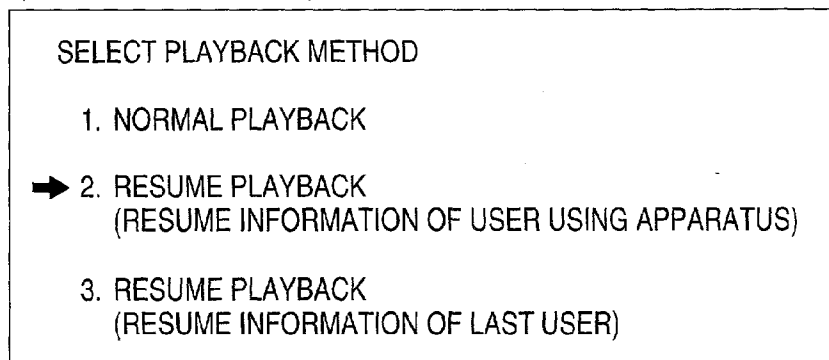 SELECT PLAYBACK METHOD
1. NORMAL PLAYBACK
2. RESUME PLAYBACK
(RESUME INFORMATION OF USER USING APPARATUS)
3. RESUME PLAYBACK
(RESUME INFORMATION OF LAST USER)